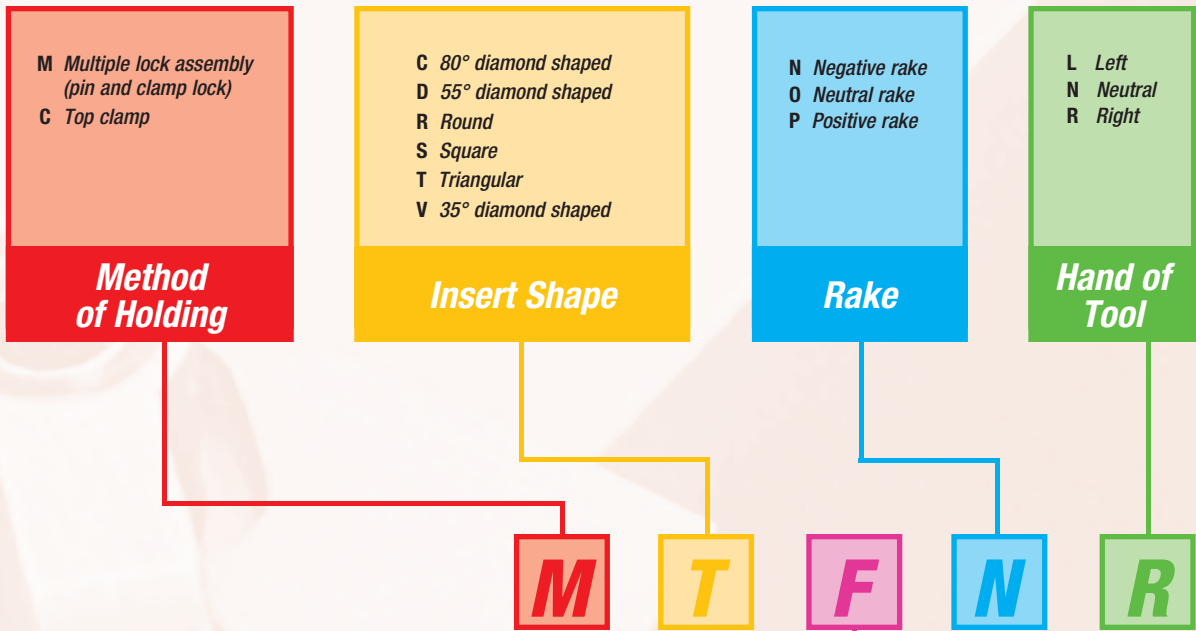 M Multiple lock assembly
(pin and clamp lock)
C Top clamp
Method
of Holding
C 80° diamond shaped
D 55° diamond shaped
R Round
S Square
T Triangular
V 35° diamond shaped
Insert Shape
N Negative rake
O Neutral rake
P Positive rake
Rake
L Left
N Neutral
R Right
Hand of
Tool
M T F N R